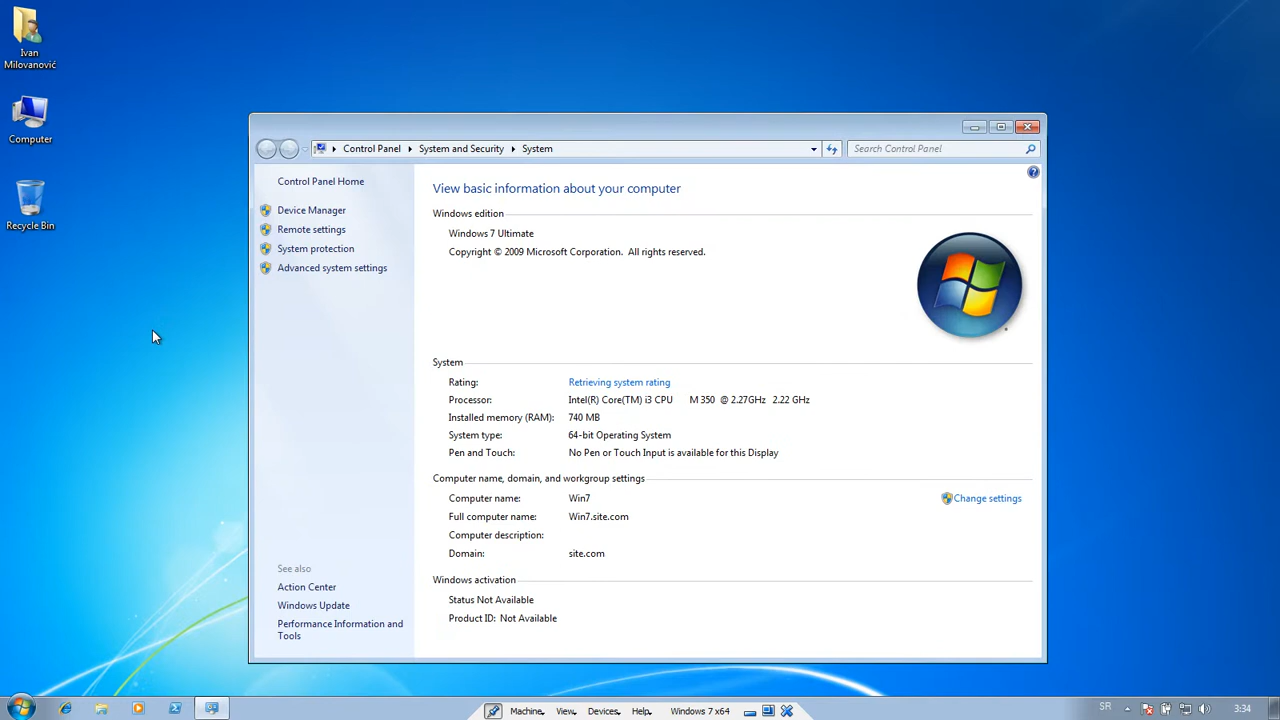 Ivan
Milovanović
Computer
Recycle Bin
Control Panel
System and Security
System
Search Control Panel
Control Panel Home
Device Manager
Remote settings
System protection
Advanced system settings
See also
Action Center
Windows Update
Performance Information and
Tools
View basic information about your computer
Windows edition
Windows 7 Ultimate
Copyright © 2009 Microsoft Corporation.  All rights reserved.
System
Rating: Retrieving system rating
Processor: Intel(R) Core(TM) i3 CPU M 350 @ 2.27GHz 2.22 GHz
Installed memory (RAM): 740 MB
System type: 64-bit Operating System
Pen and Touch: No Pen or Touch Input is available for this Display
Computer name, domain, and workgroup settings
Computer name: Win7
Change settings
Full computer name: Win7.site.com
Computer description:
Domain: site.com
Windows activation
Status Not Available
Product ID: Not Available
Machine View Devices Help Windows 7 x64
SR 3:34